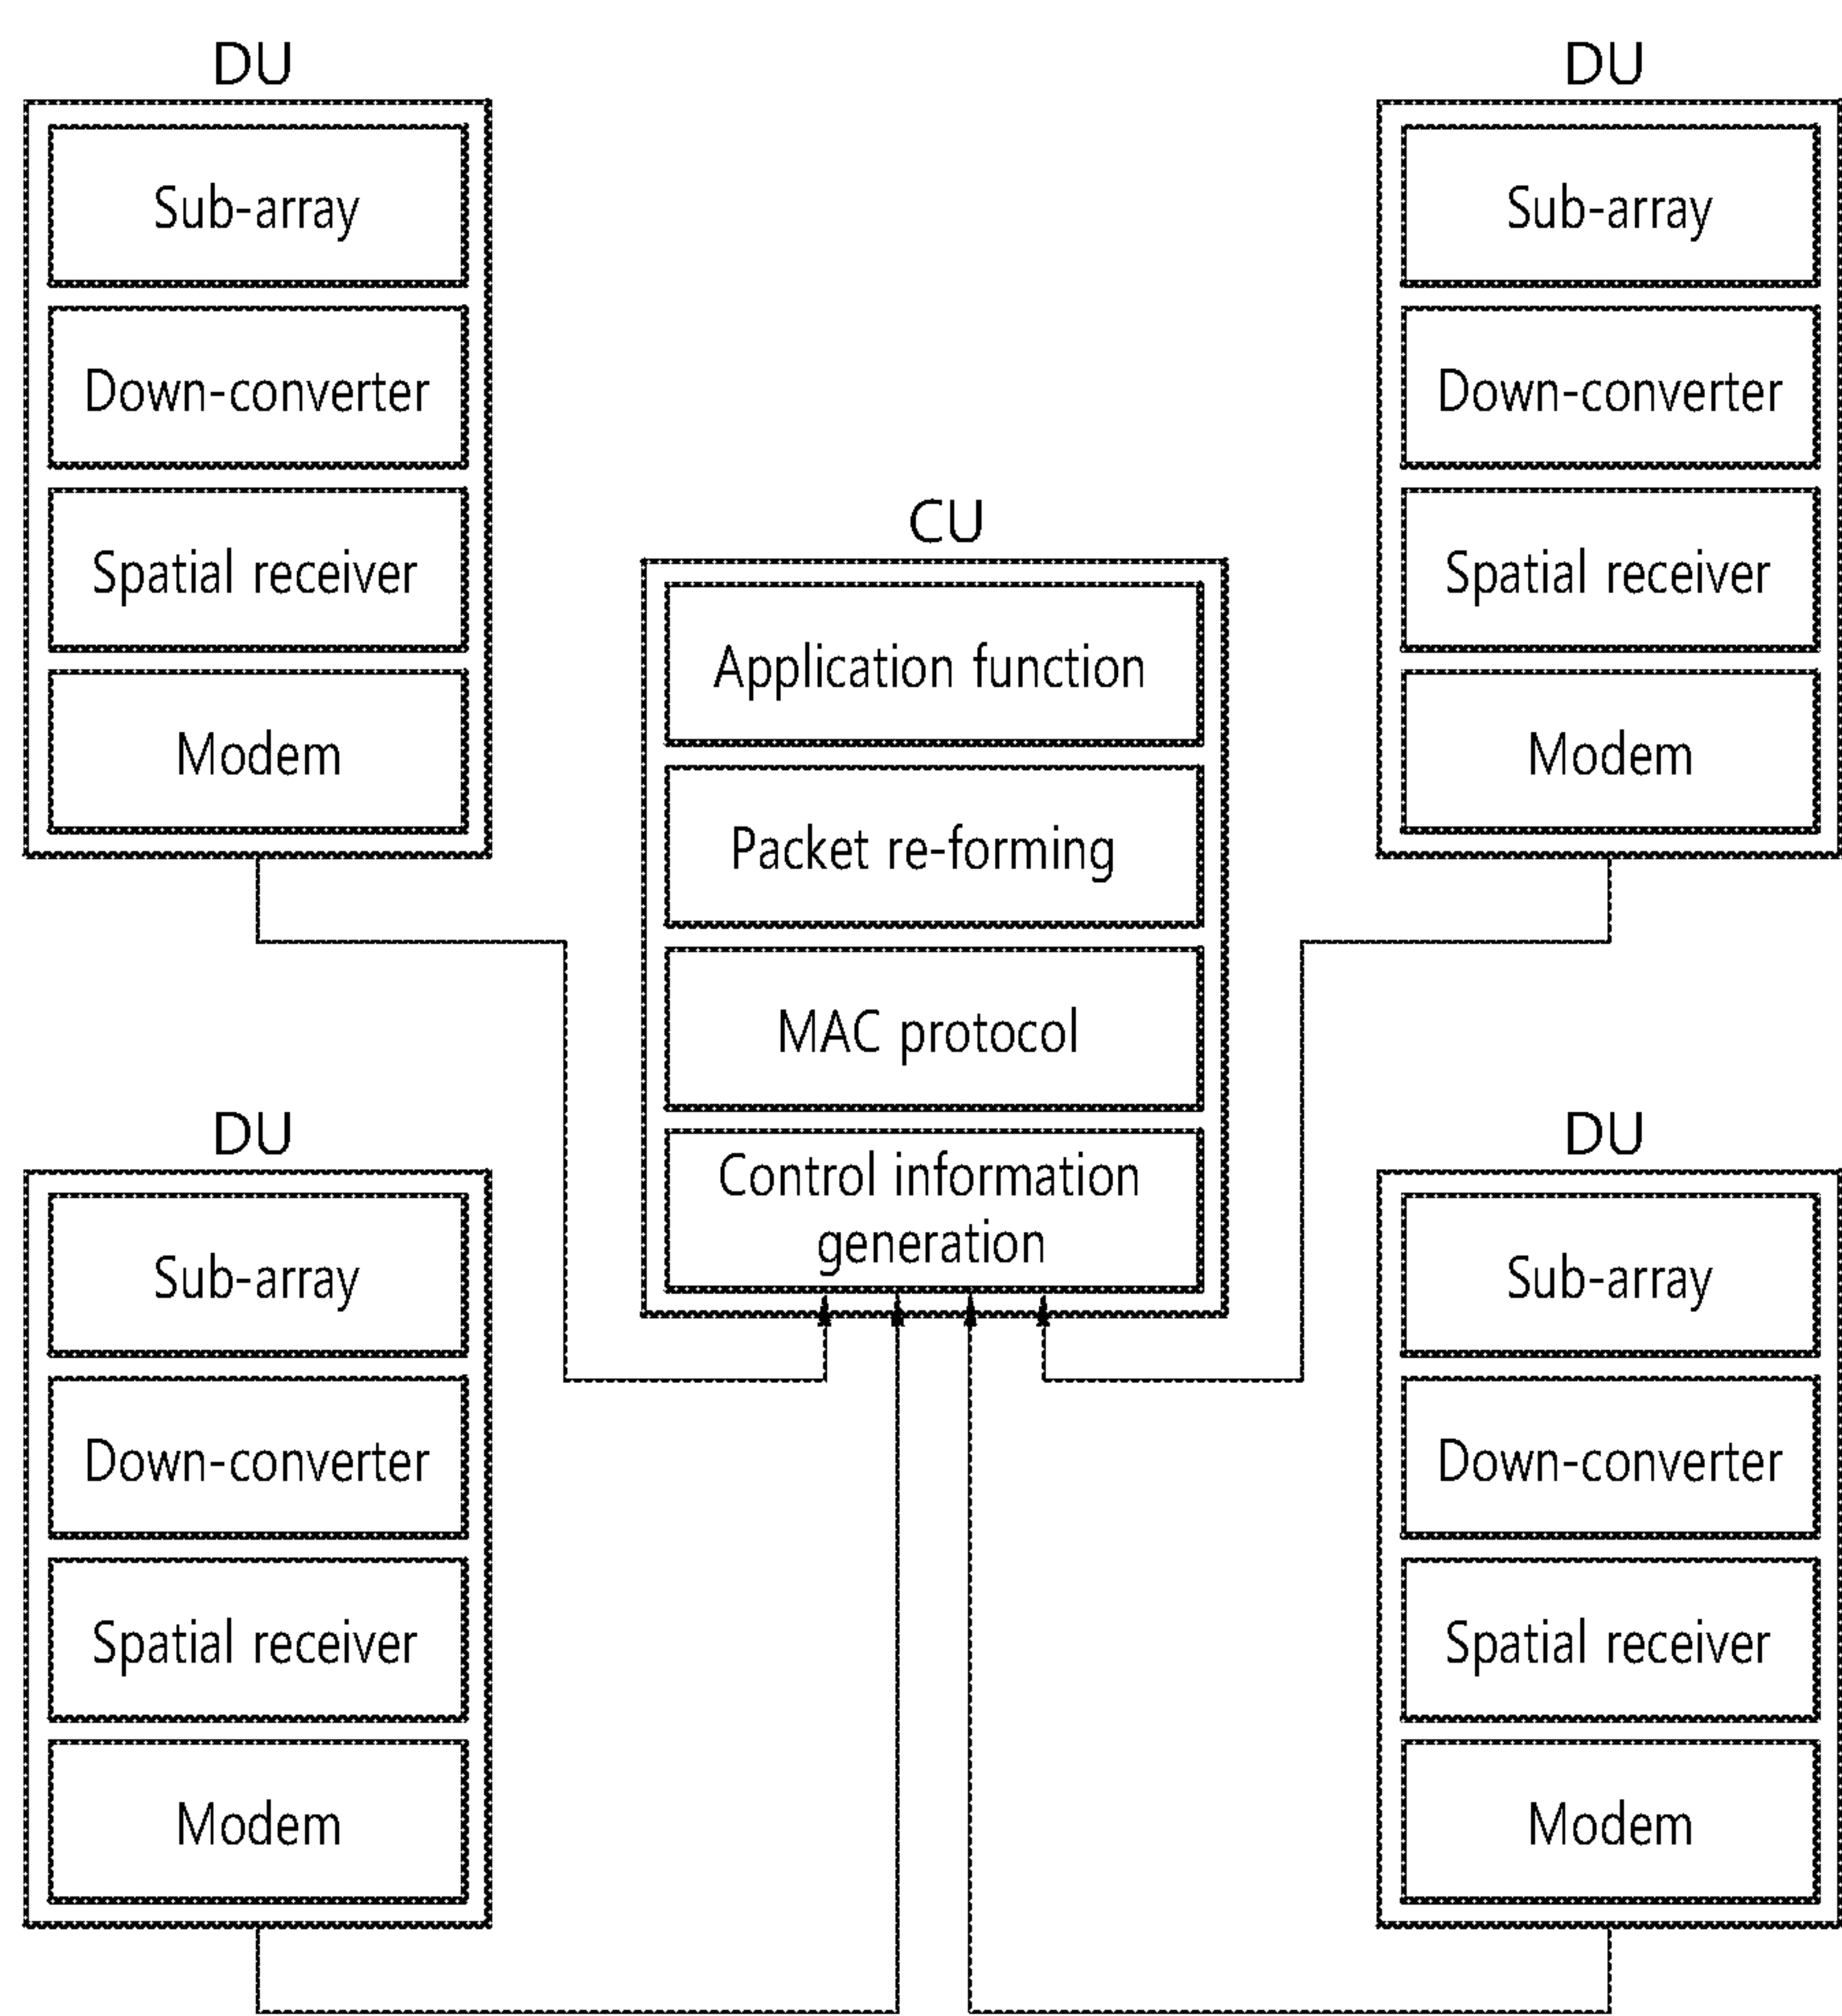 DU
Sub-array
Down-converter
Spatial receiver
Modem
DU
Sub-array
Down-converter
Spatial receiver
Modem
CU
Application function
Packet re-forming
MAC protocol
Control information
generation
DU
Sub-array
Down-converter
Spatial receiver
Modem
DU
Sub-array
Down-converter
Spatial receiver
Modem